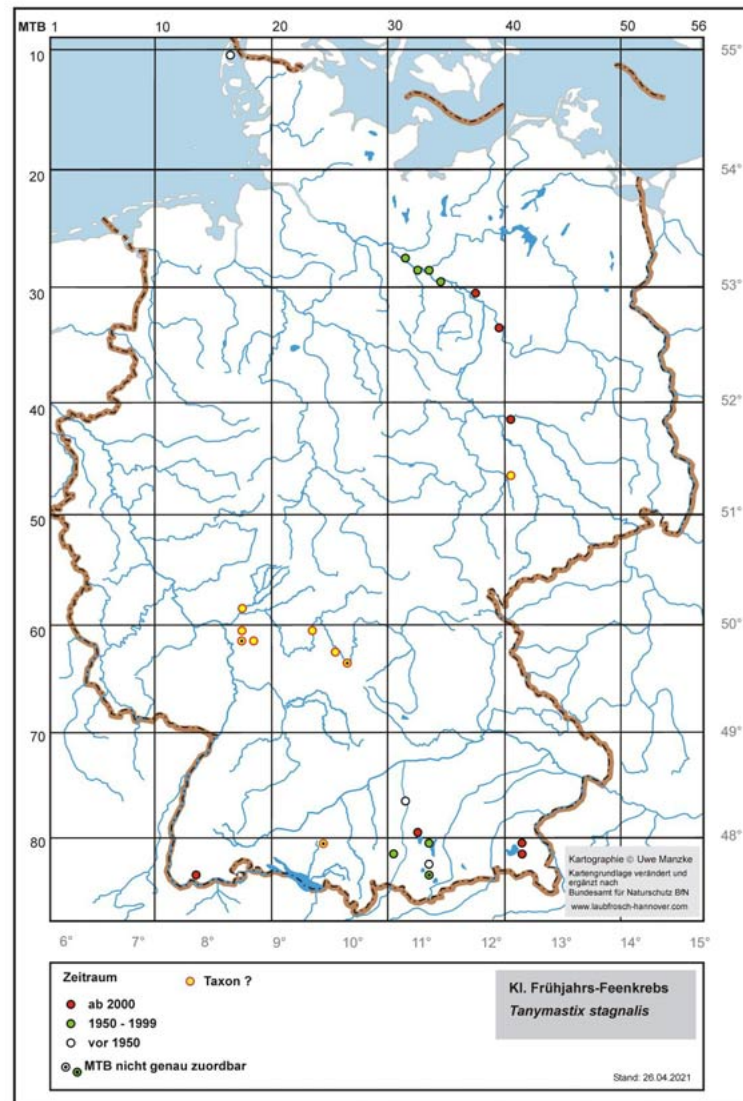 MTB 1 10 20 30 40 50 56
10 55°
20 54°
30 53°
40 52°
50 51°
60 50°
70 49°
80 48°
Kartographie © Uwe Manzke
Kartengrundlage verändert und
ergänzt nach
Bundesamt für Naturschutz BfN
www.laubfrosch-hannover.com
6° 7° 8° 9° 10° 11° 12° 13° 14° 15°
Zeitraum
Taxon ?
ab 2000
1950 - 1999
vor 1950
MTB nicht genau zuordbar
Kl. Frühjahrs-Feenkrebs
Tanymastix stagnalis
Stand: 26.04.2021